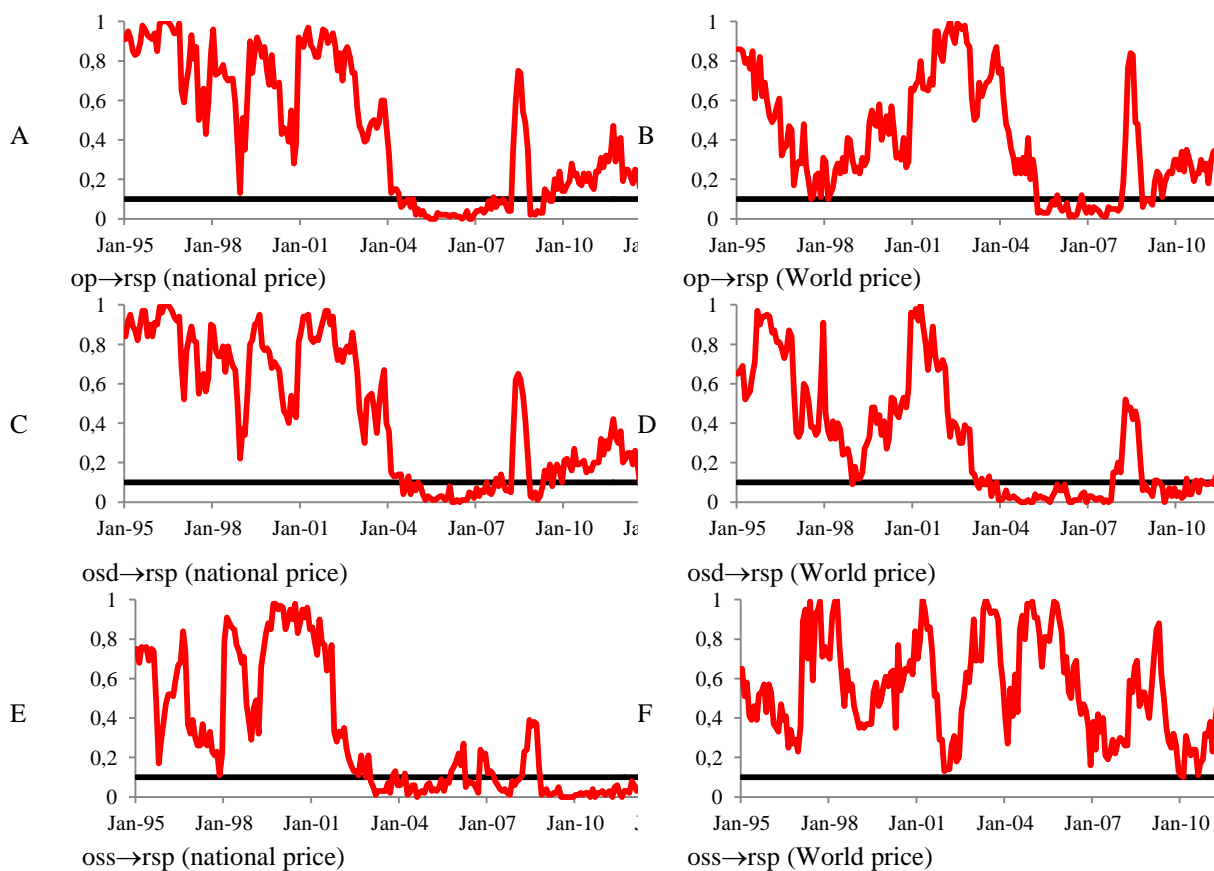 1
0,8
0,6
0,4
0,2
0
A
Jan-95 Jan-98 Jan-01 Jan-04 Jan-07 Jan-10 Ja
op→rsp (national price)
1
0,8
0,6
0,4
0,2
0
B
Jan-95 Jan-98 Jan-01 Jan-04 Jan-07 Jan-10
op→rsp (World price)
1
0,8
0,6
0,4
0,2
0
C
Jan-95 Jan-98 Jan-01 Jan-04 Jan-07 Jan-10 Ja
osd→rsp (national price)
1
0,8
0,6
0,4
0,2
0
D
Jan-95 Jan-98 Jan-01 Jan-04 Jan-07 Jan-10
osd→rsp (World price)
1
0,8
0,6
0,4
0,2
0
E
Jan-95 Jan-98 Jan-01 Jan-04 Jan-07 Jan-10 J
oss→rsp (national price)
1
0,8
0,6
0,4
0,2
0
F
Jan-95 Jan-98 Jan-01 Jan-04 Jan-07 Jan-10
oss→rsp (World price)